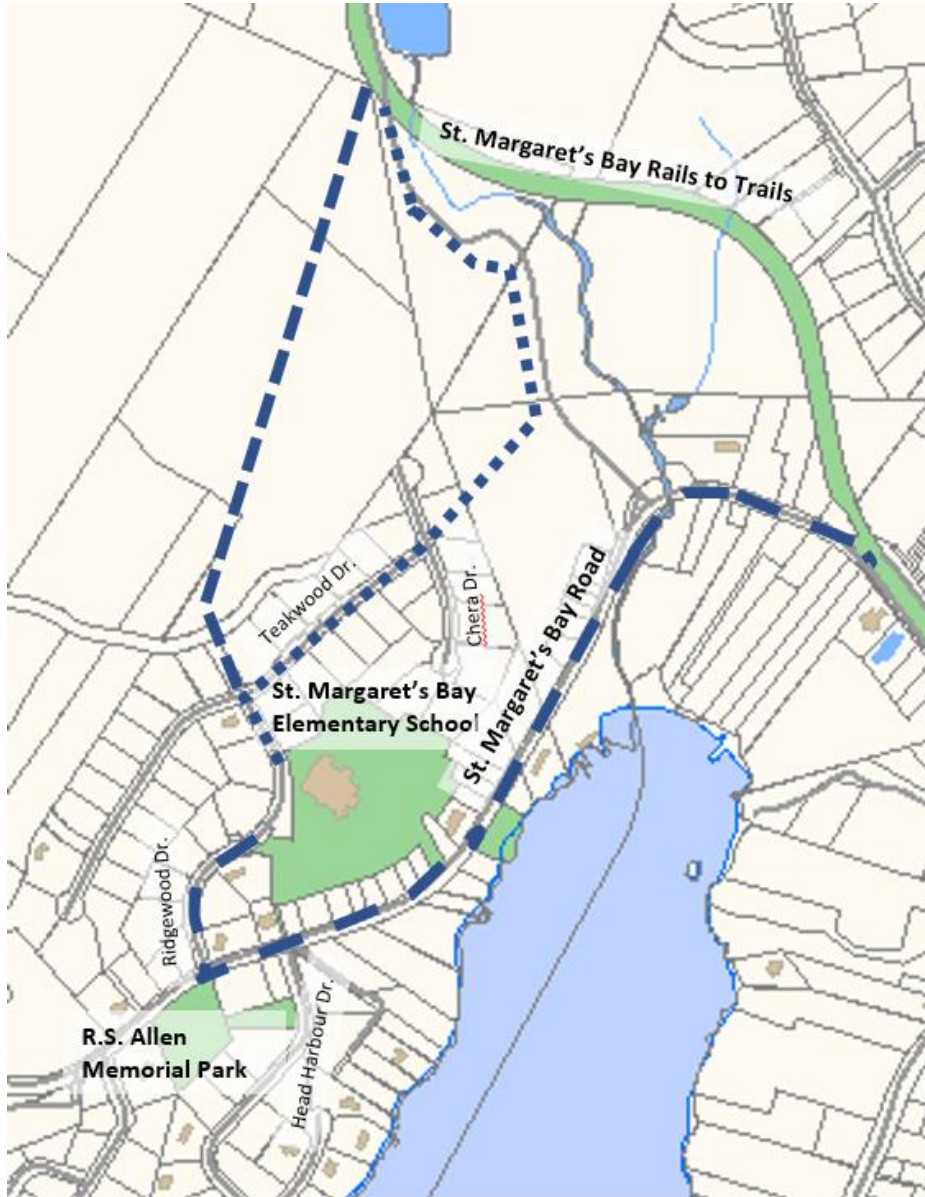 St. Margaret's Bay Rails to Trails
Teakwood Dr.
Chera Dr.
St. Margaret's Bay Road
St. Margaret's Bay
Elementary School
Ridgewood Dr.
R.S. Allen
Memorial Park
Head Harbour Dr.